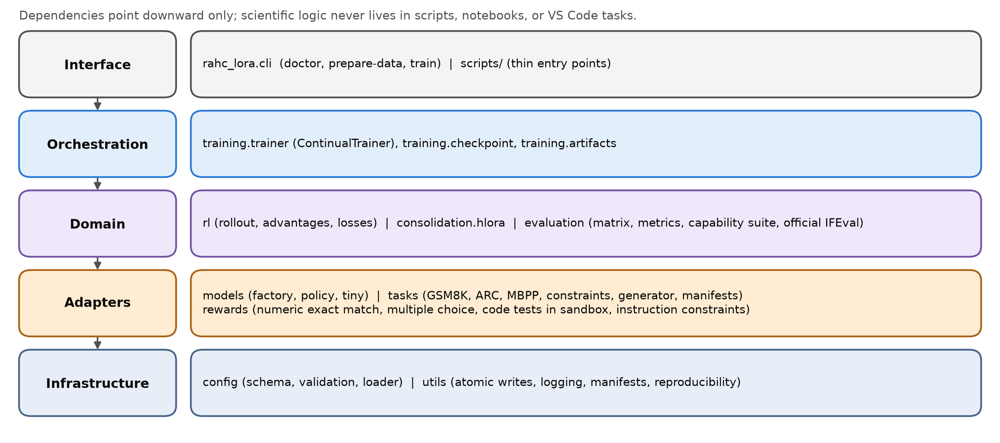 Dependencies point downward only; scientific logic never lives in scripts, notebooks, or VS Code tasks.
Interface
rahc_lora.cli (doctor, prepare-data, train) | scripts/ (thin entry points)
Orchestration
training.trainer (ContinualTrainer), training.checkpoint, training.artifacts
Domain
rl (rollout, advantages, losses) | consolidation.hlora | evaluation (matrix, metrics, capability suite, official IFEval)
Adapters
models (factory, policy, tiny) | tasks (GSM8K, ARC, MBPP, constraints, generator, manifests)
rewards (numeric exact match, multiple choice, code tests in sandbox, instruction constraints)
Infrastructure
config (schema, validation, loader) | utils (atomic writes, logging, manifests, reproducibility)